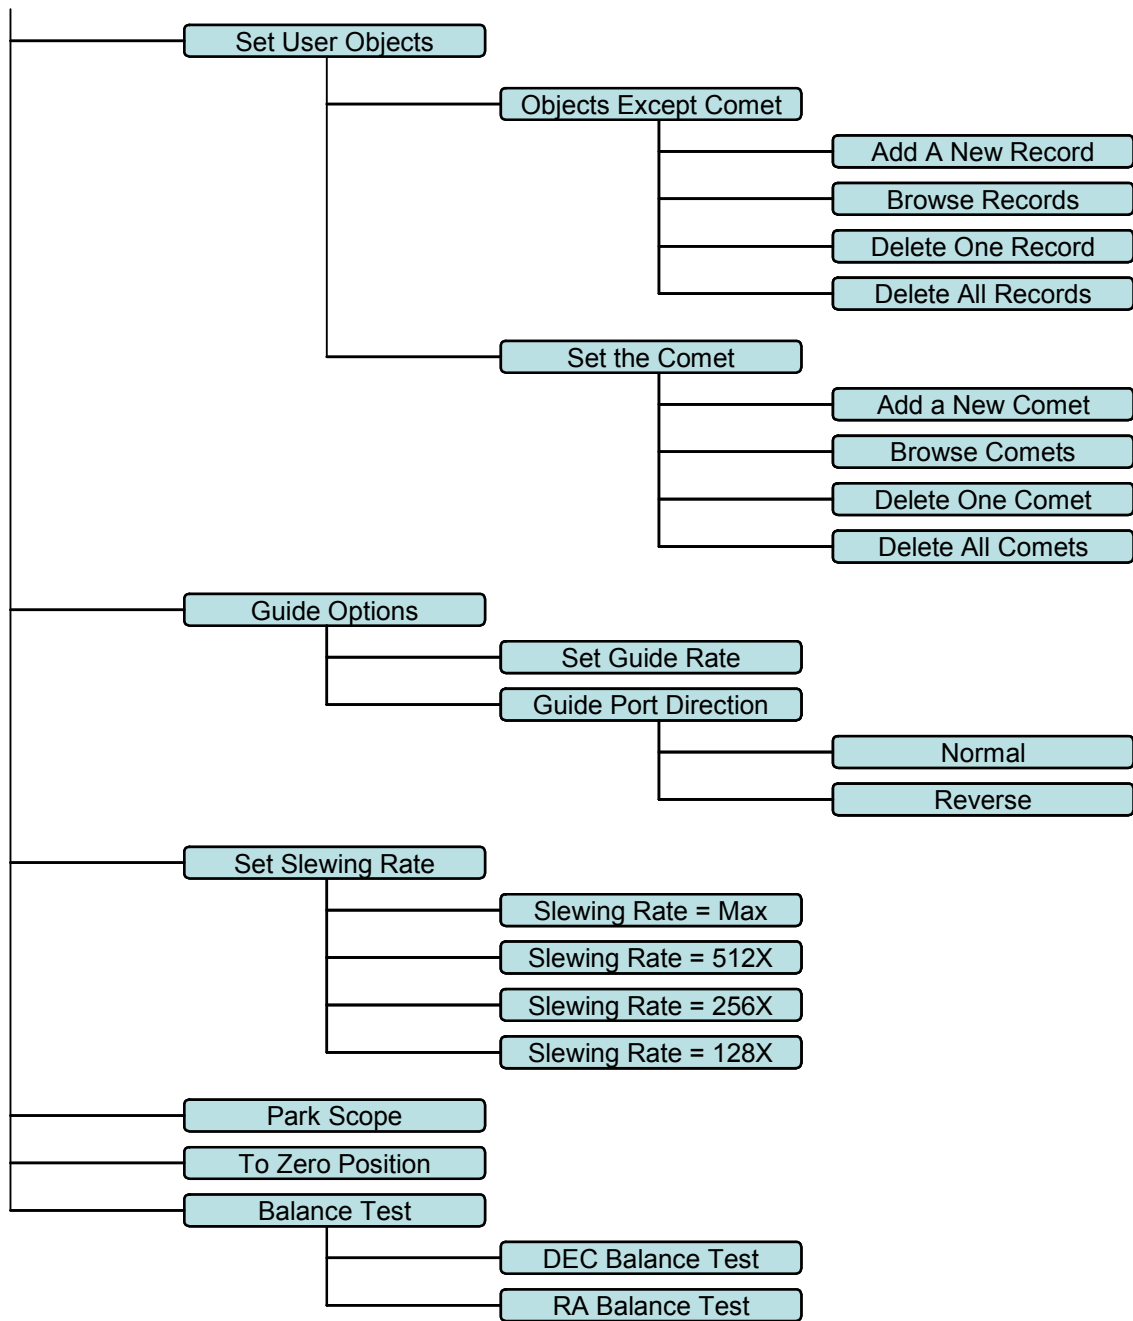 Set User Objects
Objects Except Comet
Add A New Record
Browse Records
Delete One Record
Delete All Records
Set the Comet
Add a New Comet
Browse Comets
Delete One Comet
Delete All Comets
Guide Options
Set Guide Rate
Guide Port Direction
Normal
Reverse
Set Slewing Rate
Slewing Rate = Max
Slewing Rate = 512X
Slewing Rate = 256X
Slewing Rate = 128X
Park Scope
To Zero Position
Balance Test
DEC Balance Test
RA Balance Test